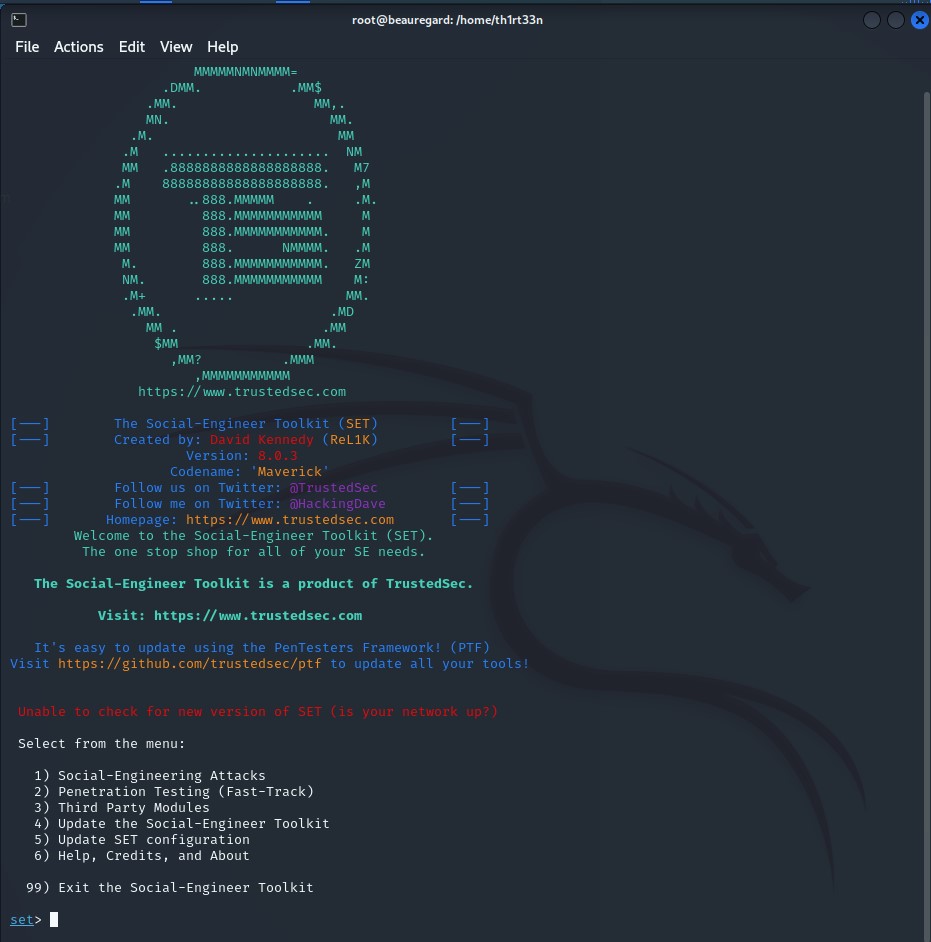 root@beauregard: /home/th1rt33n
File Actions Edit View Help
MMMMMNMNMMMM=
.DMM. .MM$
.MM. MM,.
MN. MM.
.M. MM
.M ..................... NM
MM .8888888888888888888. M7
.M 88888888888888888888. ,M
MM ..888.MMMMM . .M.
MM 888.MMMMMMMMMMM M
MM 888.MMMMMMMMMMM. M
MM 888. NMMMM. .M
M. 888.MMMMMMMMMMM. ZM
NM. 888.MMMMMMMMMMM M:
.M+ ..... MM.
.MM. .MD
MM . .MM
$MM .MM.
,MM? .MMM
,MMMMMMMMMMM
https://www.trustedsec.com
[---] The Social-Engineer Toolkit (SET) [---]
[---] Created by: David Kennedy (ReL1K) [---]
Version: 8.0.3
Codename: 'Maverick'
[---] Follow us on Twitter: @TrustedSec [---]
[---] Follow me on Twitter: @HackingDave [---]
[---] Homepage: https://www.trustedsec.com [---]
Welcome to the Social-Engineer Toolkit (SET).
The one stop shop for all of your SE needs.
The Social-Engineer Toolkit is a product of TrustedSec.
Visit: https://www.trustedsec.com
It's easy to update using the PenTesters Framework! (PTF)
Visit https://github.com/trustedsec/ptf to update all your tools!
Unable to check for new version of SET (is your network up?)
Select from the menu:
1) Social-Engineering Attacks
2) Penetration Testing (Fast-Track)
3) Third Party Modules
4) Update the Social-Engineer Toolkit
5) Update SET configuration
6) Help, Credits, and About
99) Exit the Social-Engineer Toolkit
set>